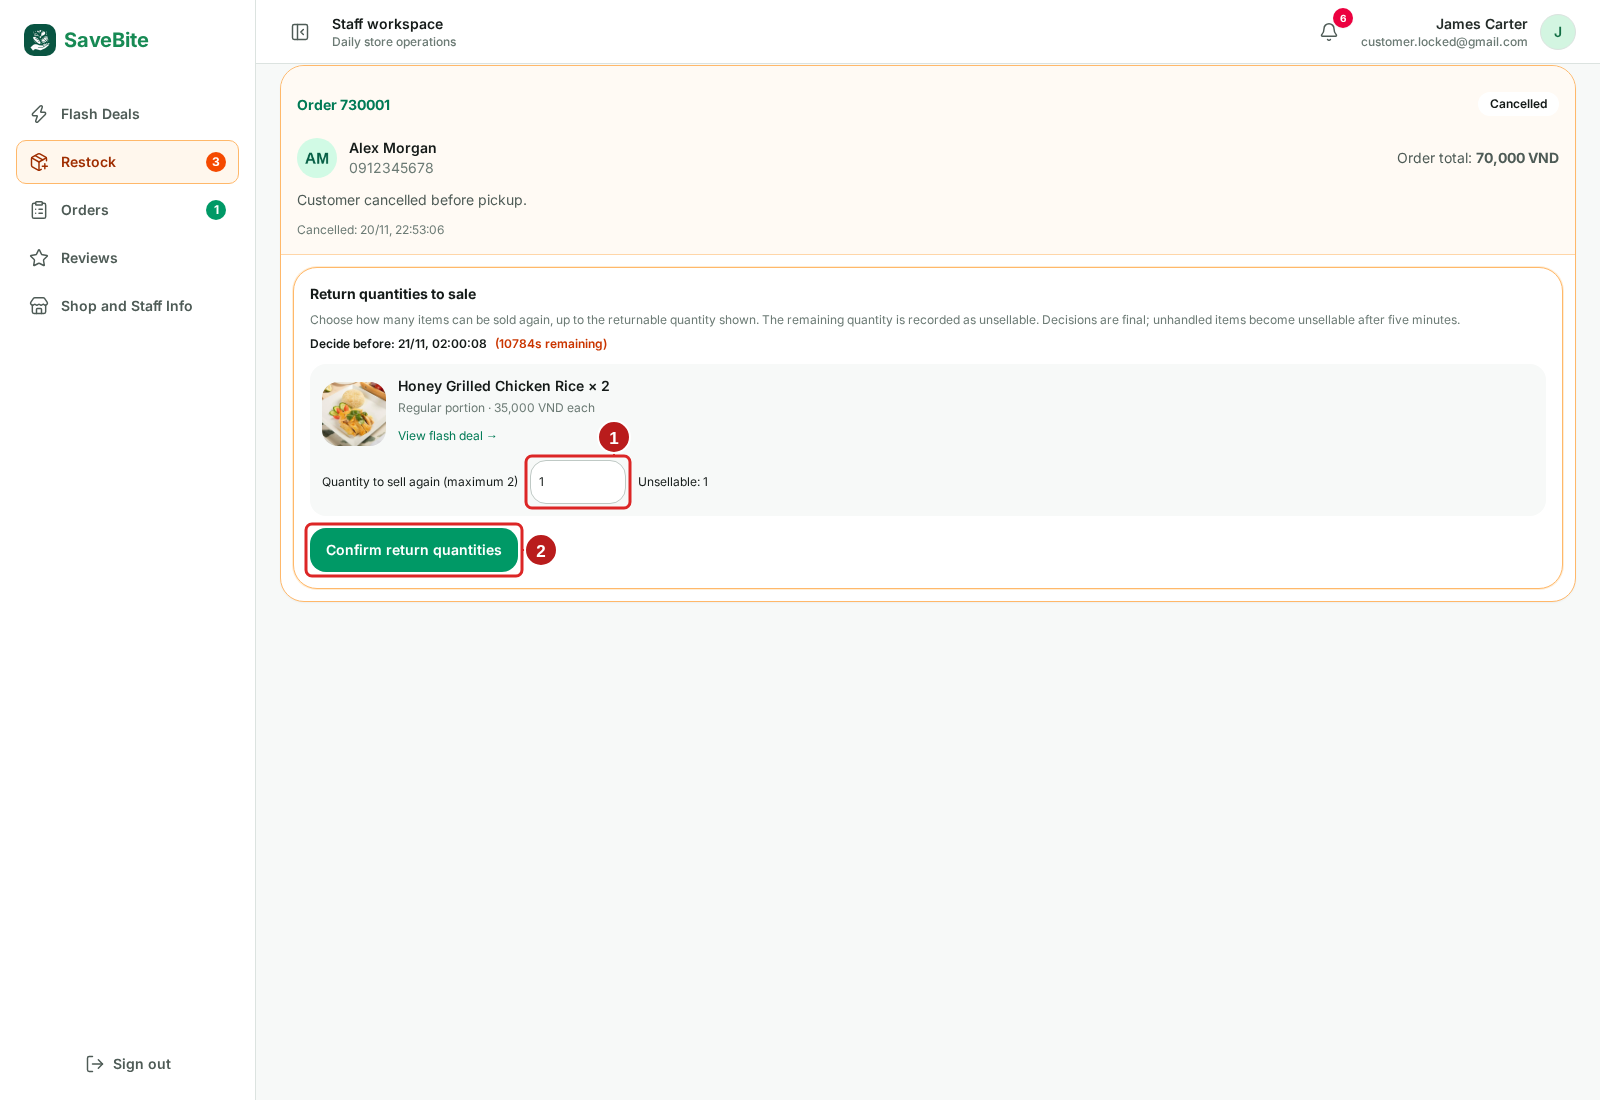 SaveBite
Flash Deals
Restock 3
Orders 1
Reviews
Shop and Staff Info
Sign out
Staff workspace
Daily store operations
6
James Carter
customer.locked@gmail.com
J
Order 730001
Cancelled
AM
Alex Morgan
0912345678
Order total: 70,000 VND
Customer cancelled before pickup.
Cancelled: 20/11, 22:53:06
Return quantities to sale
Choose how many items can be sold again, up to the returnable quantity shown. The remaining quantity is recorded as unsellable. Decisions are final; unhandled items become unsellable after five minutes.
Decide before: 21/11, 02:00:08 (10784s remaining)
Honey Grilled Chicken Rice × 2
Regular portion · 35,000 VND each
View flash deal →
1
Quantity to sell again (maximum 2) 1 Unsellable: 1
Confirm return quantities 2